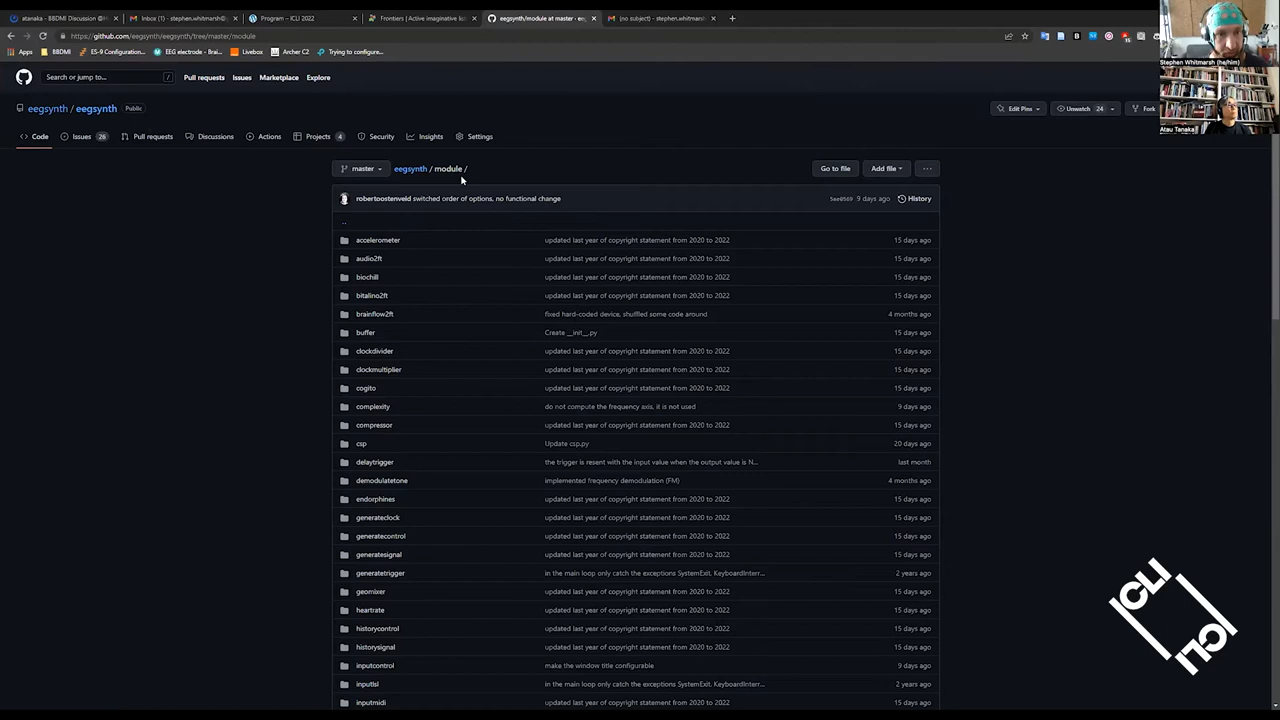 atanaka - BBDMI Discussion
Inbox (1) - stephen.whitmarsh@
Program – ICLI 2022
Frontiers | Active imaginative lis
eegsynth/module at master · eeg
(no subject) - stephen.whitmarsh
https://github.com/eegsynth/eegsynth/tree/master/module
Apps
BBDMI
ES-9 Configuration...
EEG electrode - Brai...
Livebox
Archer C2
Trying to configure...
Stephen Whitmarsh (he/him)
Atau Tanaka
Search or jump to...
/
Pull requests
Issues
Marketplace
Explore
eegsynth / eegsynth
Public
Edit Pins
Unwatch 24
Fork
Code
Issues 26
Pull requests
Discussions
Actions
Projects 4
Security
Insights
Settings
master
eegsynth / module /
Go to file
Add file
...
robertoostenveld switched order of options, no functional change
9 days ago
History
..
accelerometer updated last year of copyright statement from 2020 to 2022 15 days ago
audio2ft updated last year of copyright statement from 2020 to 2022 15 days ago
biochill updated last year of copyright statement from 2020 to 2022 15 days ago
bitalino2ft updated last year of copyright statement from 2020 to 2022 15 days ago
brainflow2ft fixed hard-coded device, shuffled some code around 4 months ago
buffer Create __init__.py 15 days ago
clockdivider updated last year of copyright statement from 2020 to 2022 15 days ago
clockmultiplier updated last year of copyright statement from 2020 to 2022 15 days ago
cogito updated last year of copyright statement from 2020 to 2022 15 days ago
complexity do not compute the frequency axis, it is not used 9 days ago
compressor updated last year of copyright statement from 2020 to 2022 15 days ago
csp Update csp.py 20 days ago
delaytrigger the trigger is resent with the input value when the output value is N... last month
demodulatetone implemented frequency demodulation (FM) 4 months ago
endorphines updated last year of copyright statement from 2020 to 2022 15 days ago
generateclock updated last year of copyright statement from 2020 to 2022 15 days ago
generatecontrol updated last year of copyright statement from 2020 to 2022 15 days ago
generatesignal updated last year of copyright statement from 2020 to 2022 15 days ago
generatetrigger in the main loop only catch the exceptions SystemExit, KeyboardInterr... 2 years ago
geomixer updated last year of copyright statement from 2020 to 2022 15 days ago
heartrate updated last year of copyright statement from 2020 to 2022 15 days ago
historycontrol updated last year of copyright statement from 2020 to 2022 15 days ago
historysignal updated last year of copyright statement from 2020 to 2022 15 days ago
inputcontrol make the window title configurable 9 days ago
inputlsl in the main loop only catch the exceptions SystemExit, KeyboardInterr... 2 years ago
inputmidi updated last year of copyright statement from 2020 to 2022 15 days ago
ICLI
ICLI